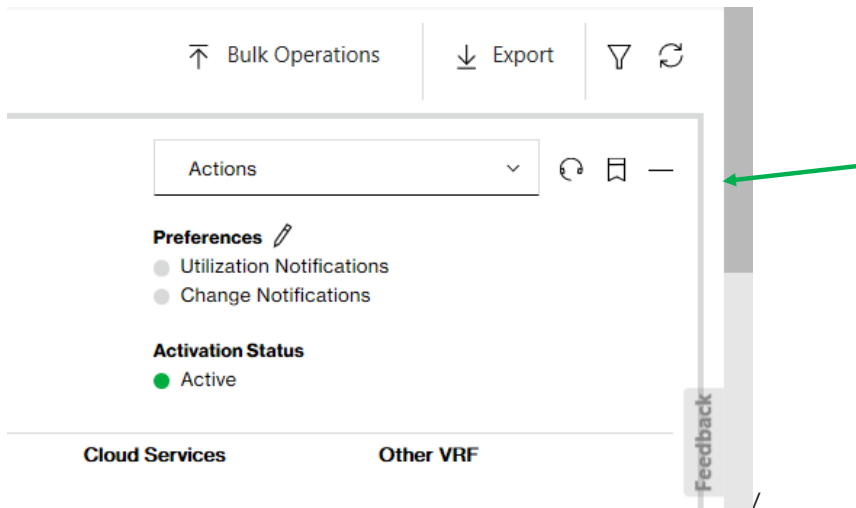 Bulk Operations Export
Actions
Preferences
Utilization Notifications
Change Notifications
Activation Status
Active
Feedback
Cloud Services Other VRF
/